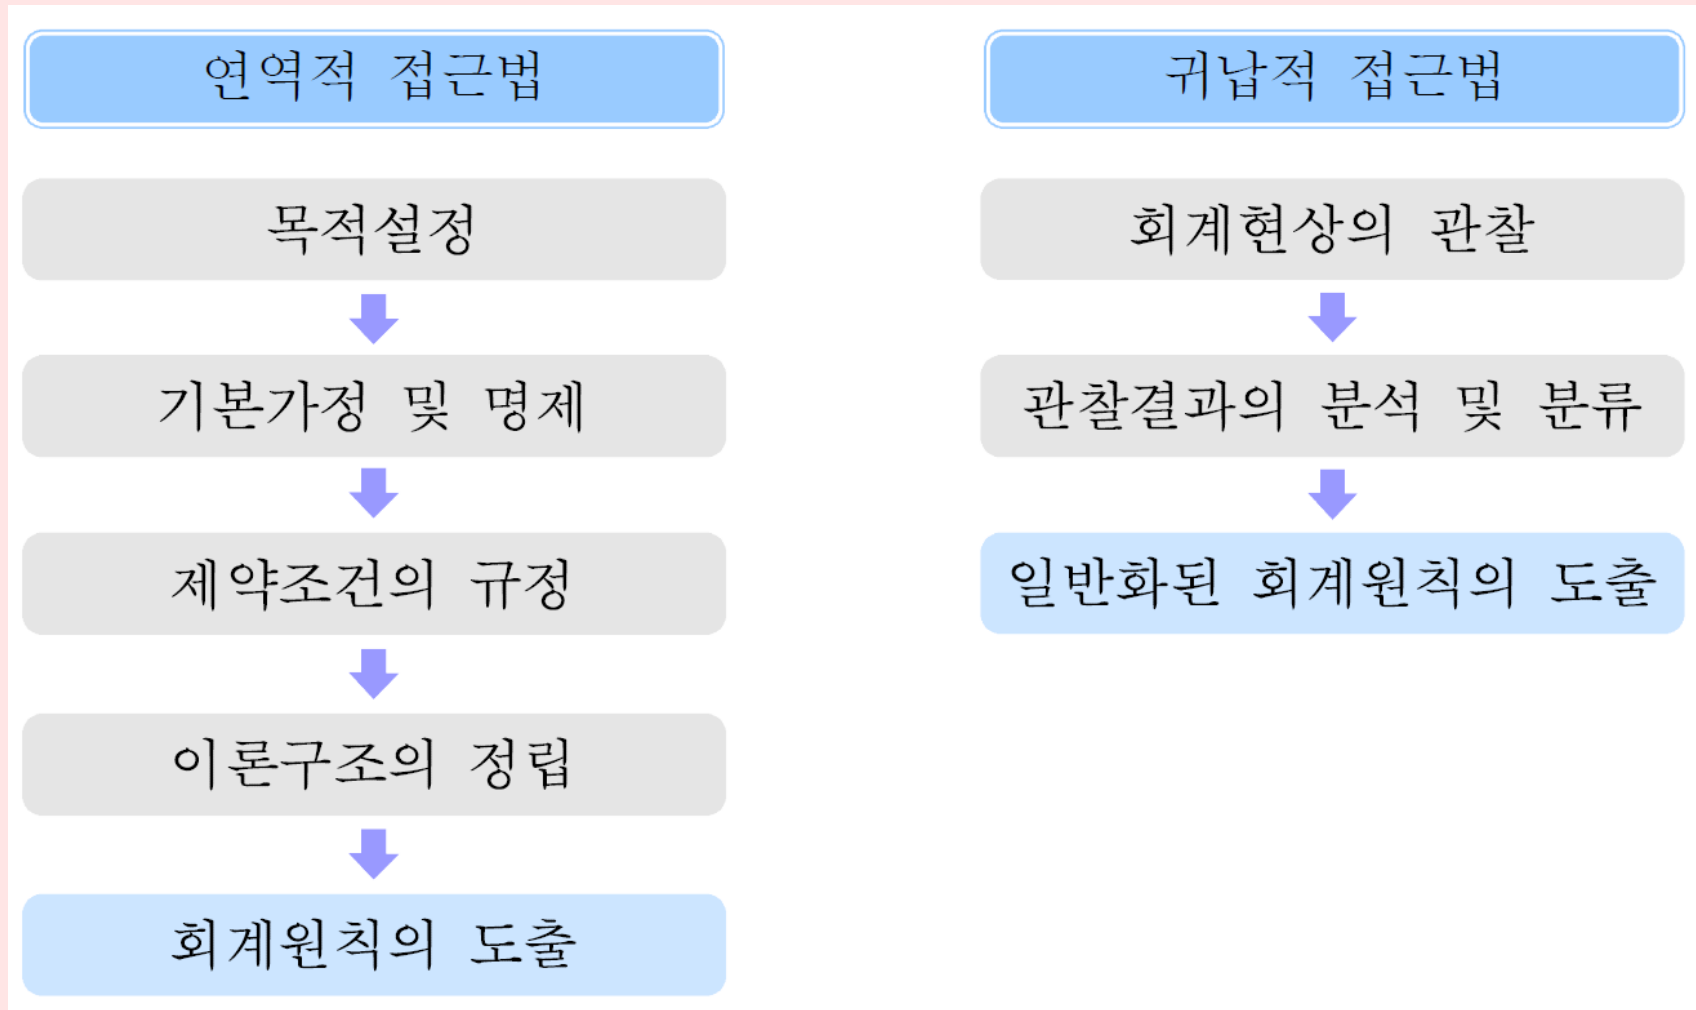 연역적 접근법
목적설정
기본가정 및 명제
제약조건의 규정
이론구조의 정립
회계원칙의 도출
귀납적 접근법
회계현상의 관찰
관찰결과의 분석 및 분류
일반화된 회계원칙의 도출